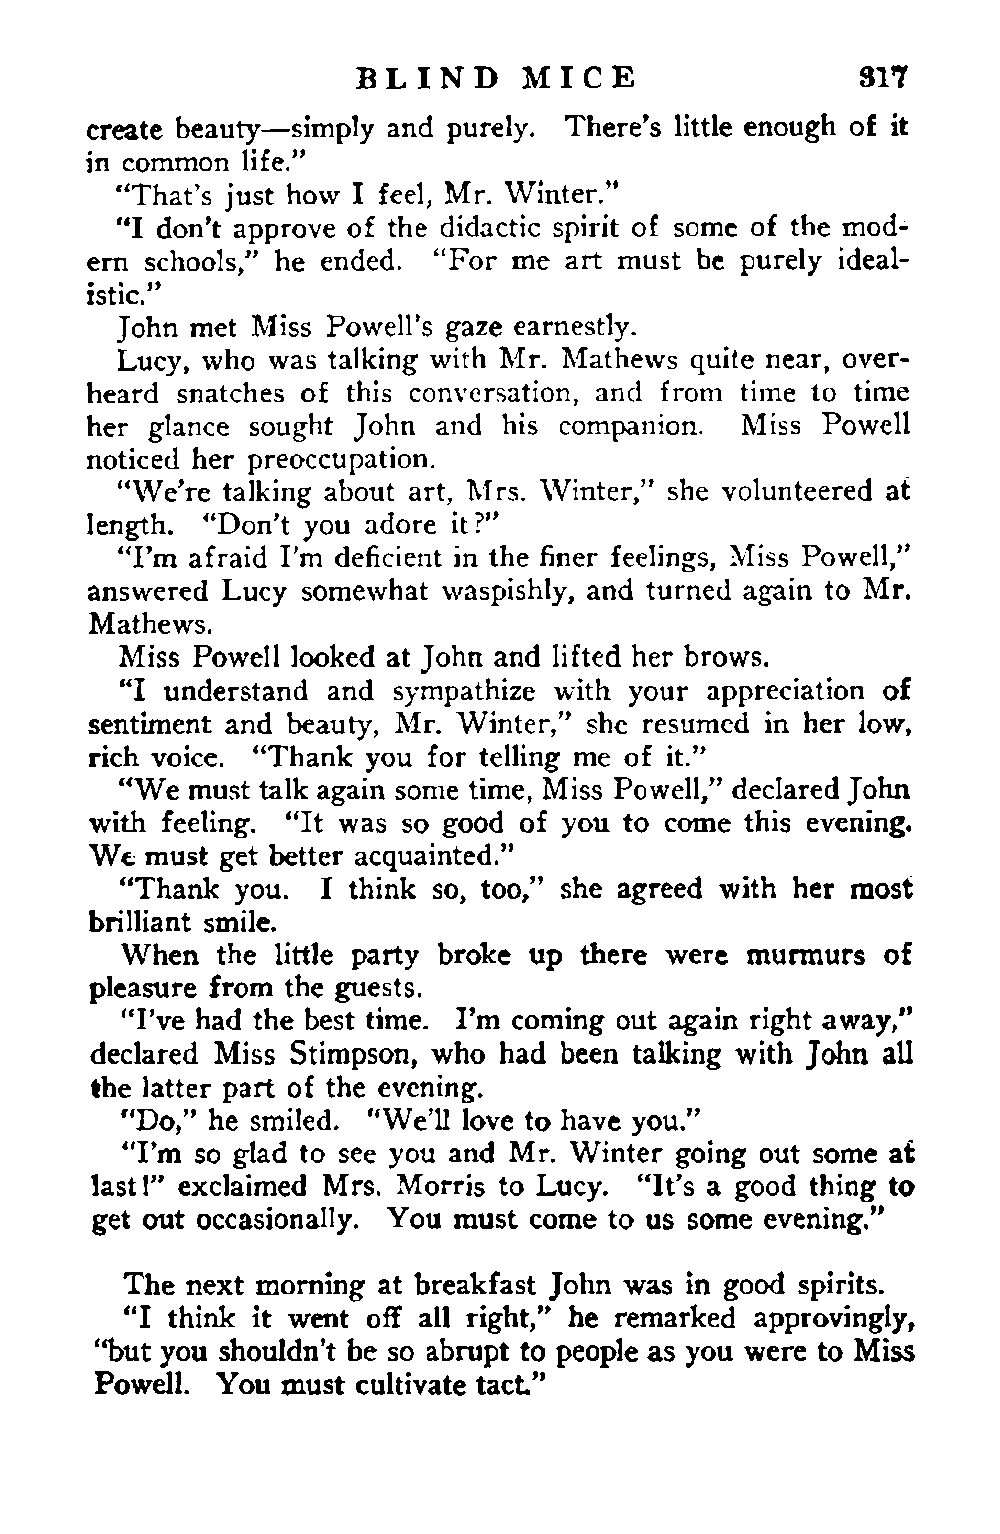 BLIND MICE 317
create beauty—simply and purely. There's little enough of it
in common life."
"That's just how I feel, Mr. Winter."
"I don't approve of the didactic spirit of some of the mod-
ern schools," he ended. "For me art must be purely ideal-
istic."
John met Miss Powell's gaze earnestly.
Lucy, who was talking with Mr. Mathews quite near, over-
heard snatches of this conversation, and from time to time
her glance sought John and his companion. Miss Powell
noticed her preoccupation.
"We're talking about art, Mrs. Winter," she volunteered at
length. "Don't you adore it?"
"I'm afraid I'm deficient in the finer feelings, Miss Powell,"
answered Lucy somewhat waspishly, and turned again to Mr.
Mathews.
Miss Powell looked at John and lifted her brows.
"I understand and sympathize with your appreciation of
sentiment and beauty, Mr. Winter," she resumed in her low,
rich voice. "Thank you for telling me of it."
"We must talk again some time, Miss Powell," declared John
with feeling. "It was so good of you to come this evening.
We must get better acquainted."
"Thank you. I think so, too," she agreed with her most
brilliant smile.
When the little party broke up there were murmurs of
pleasure from the guests.
"I've had the best time. I'm coming out again right away,"
declared Miss Stimpson, who had been talking with John all
the latter part of the evening.
"Do," he smiled. "We'll love to have you."
"I'm so glad to see you and Mr. Winter going out some at
last!" exclaimed Mrs. Morris to Lucy. "It's a good thing to
get out occasionally. You must come to us some evening."
The next morning at breakfast John was in good spirits.
"I think it went off all right," he remarked approvingly,
"but you shouldn't be so abrupt to people as you were to Miss
Powell. You must cultivate tact."